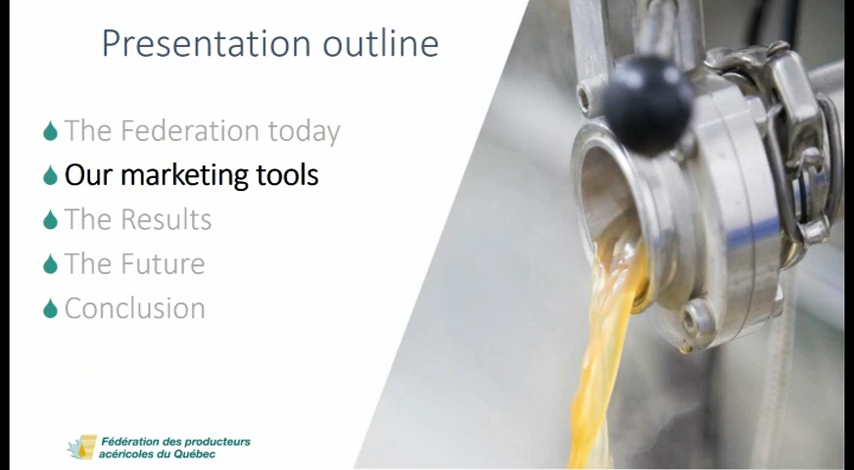 Presentation outline
The Federation today
Our marketing tools
The Results
The Future
Conclusion
Fédération des producteurs
acéricoles du Québec